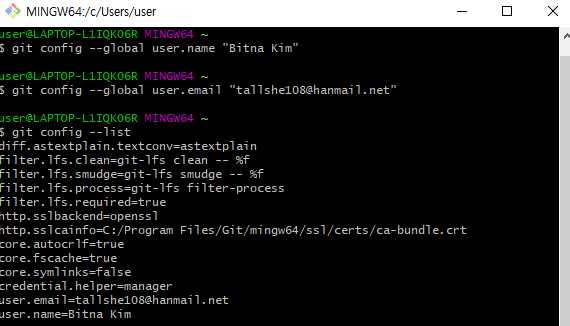 MINGW64:/c/Users/user
user@LAPTOP-L1IQKO6R MINGW64 ~
$ git config --global user.name "Bitna Kim"
user@LAPTOP-L1IQKO6R MINGW64 ~
$ git config --global user.email "tallshe108@hanmail.net"
user@LAPTOP-L1IQKO6R MINGW64 ~
$ git config --list
diff.astextplain.textconv=astextplain
filter.lfs.clean=git-lfs clean -- %f
filter.lfs.smudge=git-lfs smudge -- %f
filter.lfs.process=git-lfs filter-process
filter.lfs.required=true
http.sslbackend=openssl
http.sslcainfo=C:/Program Files/Git/mingw64/ssl/certs/ca-bundle.crt
core.autocrlf=true
core.fscache=true
core.symlinks=false
credential.helper=manager
user.email=tallshe108@hanmail.net
user.name=Bitna Kim